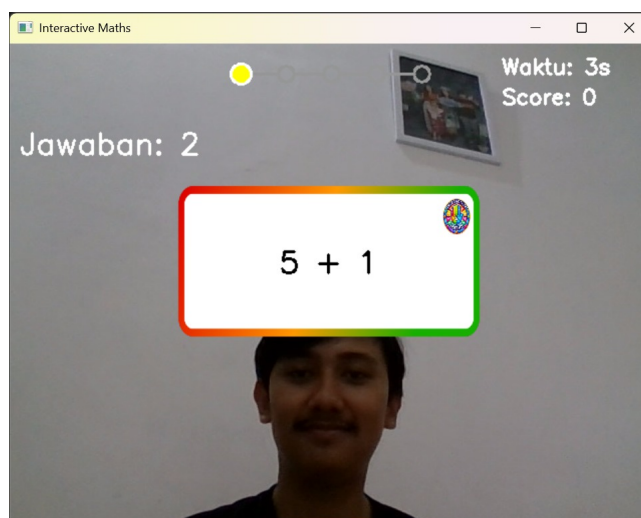 Interactive Maths
Waktu: 3s
Score: 0
Jawaban: 2
5 + 1